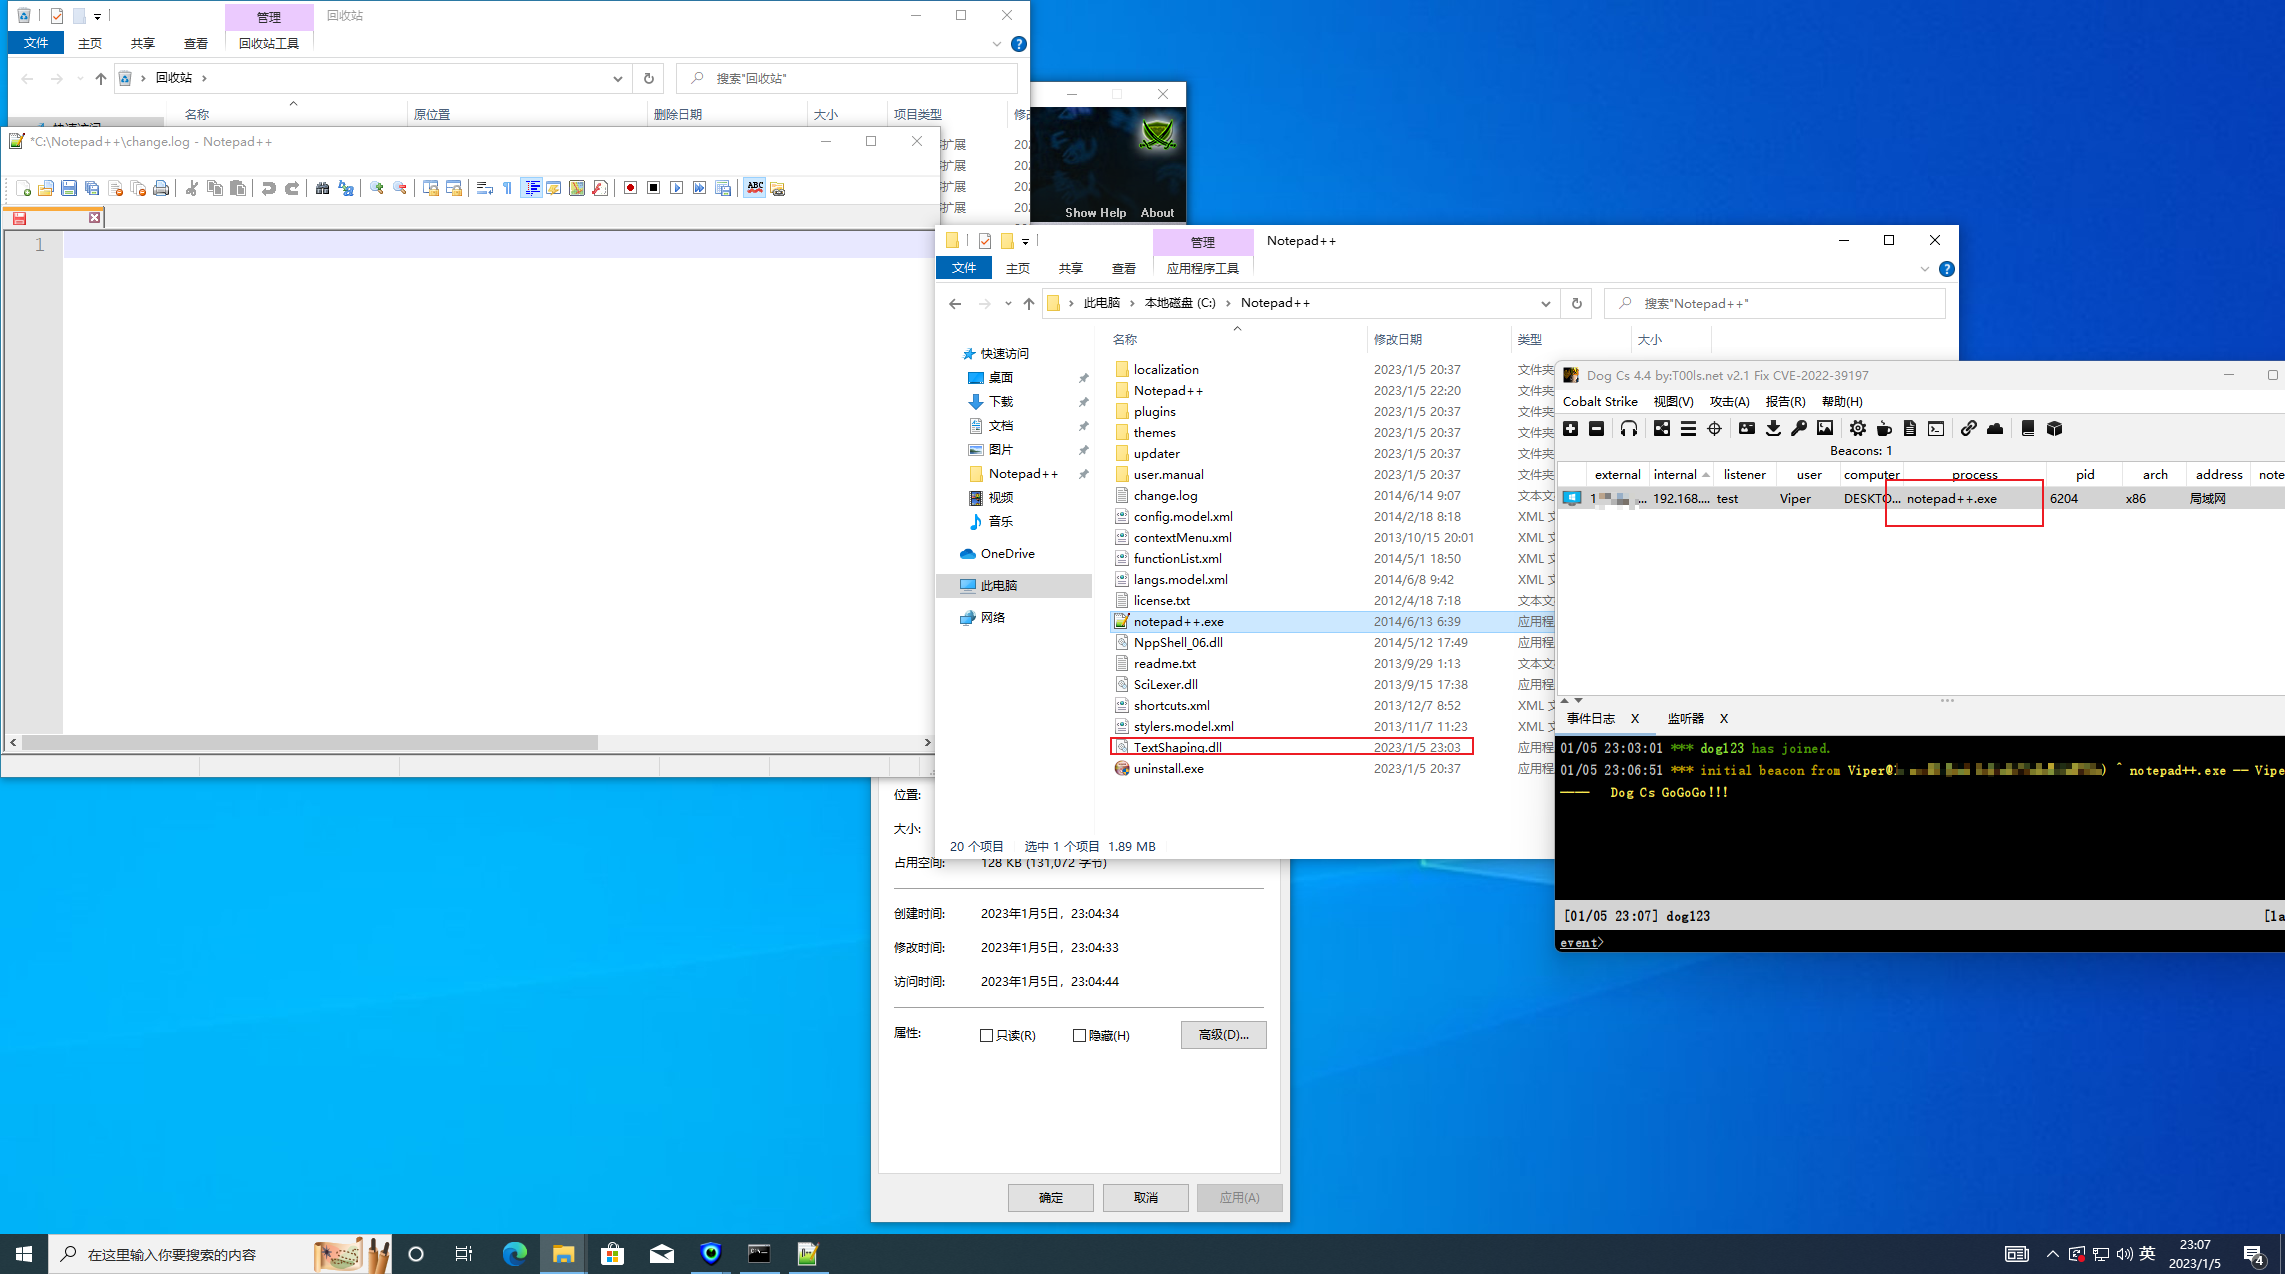 管理
回收站
文件
主页
共享
查看
回收站工具
回收站
搜索"回收站"
名称
原位置
删除日期
大小
项目类型
*C:\Notepad++\change.log - Notepad++
1
Show Help About
管理
Notepad++
文件
主页
共享
查看
应用程序工具
此电脑
本地磁盘 (C:)
Notepad++
搜索"Notepad++"
名称
修改日期
类型
大小
快速访问
桌面
下载
文档
图片
Notepad++
视频
音乐
OneDrive
此电脑
网络
localization 2023/1/5 20:37 文件夹
Notepad++ 2023/1/5 22:20 文件夹
plugins 2023/1/5 20:37 文件夹
themes 2023/1/5 20:37 文件夹
updater 2023/1/5 20:37 文件夹
user.manual 2023/1/5 20:37 文件夹
change.log 2014/6/14 9:07 文本文
config.model.xml 2014/2/18 8:18 XML 文
contextMenu.xml 2013/10/15 20:01 XML 文
functionList.xml 2014/5/1 18:50 XML 文
langs.model.xml 2014/6/8 9:42 XML 文
license.txt 2012/4/18 7:18 文本文
notepad++.exe 2014/6/13 6:39 应用程
NppShell_06.dll 2014/5/12 17:49 应用程
readme.txt 2013/9/29 1:13 文本文
SciLexer.dll 2013/9/15 17:38 应用程
shortcuts.xml 2013/12/7 8:52 XML 文
stylers.model.xml 2013/11/7 11:23 XML 文
TextShaping.dll 2023/1/5 23:03 应用程
uninstall.exe 2023/1/5 20:37 应用程
20 个项目 选中 1 个项目 1.89 MB
Dog Cs 4.4 by:T00ls.net v2.1 Fix CVE-2022-39197
Cobalt Strike 视图(V) 攻击(A) 报告(R) 帮助(H)
Beacons: 1
external internal listener user computer process pid arch address note
1 ... 192.168.... test Viper DESKTO... notepad++.exe 6204 x86 局域网
事件日志 X 监听器 X
01/05 23:03:01 *** dog123 has joined.
01/05 23:06:51 *** initial beacon from Viper@1 ) ^ notepad++.exe -- Vipe
Dog Cs GoGoGo!!!
[01/05 23:07] dog123 [la
event>
位置:
大小:
占用空间: 128 KB (131,072 字节)
创建时间: 2023年1月5日, 23:04:34
修改时间: 2023年1月5日, 23:04:33
访问时间: 2023年1月5日, 23:04:44
属性: 只读(R) 隐藏(H) 高级(D)...
确定 取消 应用(A)
在这里输入你要搜索的内容
英
23:07
2023/1/5
4